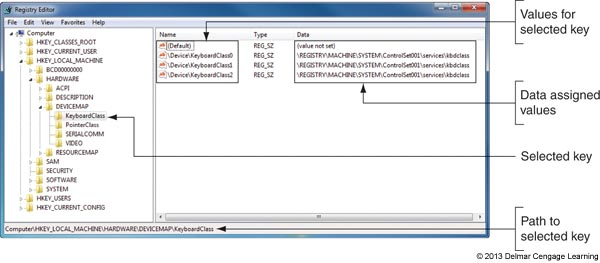 Registry Editor
File Edit View Favorites Help
Computer
HKEY_CLASSES_ROOT
HKEY_CURRENT_USER
HKEY_LOCAL_MACHINE
BCD00000000
HARDWARE
ACPI
DESCRIPTION
DEVICEMAP
KeyboardClass
PointerClass
SERIALCOMM
VIDEO
RESOURCEMAP
SAM
SECURITY
SOFTWARE
SYSTEM
HKEY_USERS
HKEY_CURRENT_CONFIG
Name Type Data
(Default) REG_SZ (value not set)
\Device\KeyboardClass0 REG_SZ \REGISTRY\MACHINE\SYSTEM\ControlSet001\services\kbdclass
\Device\KeyboardClass1 REG_SZ \REGISTRY\MACHINE\SYSTEM\ControlSet001\services\kbdclass
\Device\KeyboardClass2 REG_SZ \REGISTRY\MACHINE\SYSTEM\ControlSet001\services\kbdclass
Computer\HKEY_LOCAL_MACHINE\HARDWARE\DEVICEMAP\KeyboardClass
Values for
selected key
Data assigned
values
Selected key
Path to
selected key
© 2013 Delmar Cengage Learning